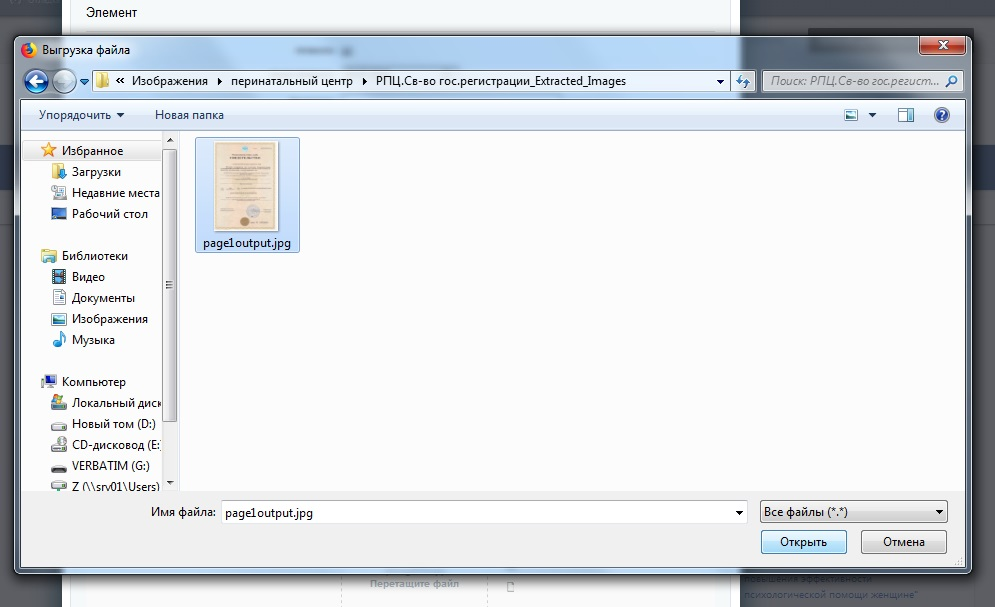 Элемент
Выгрузка файла
« Изображения перинатальный центр РПЦ.Св-во гос.регистрации_Extracted_Images
Поиск: РПЦ.Св-во гос.регист...
Упорядочить
Новая папка
Избранное
Загрузки
Недавние места
Рабочий стол
Библиотеки
Видео
Документы
Изображения
Музыка
Компьютер
Локальный диск
Новый том (D:)
CD-дисковод (E:
VERBATIM (G:)
Z (\\srv01\Users)
page1output.jpg
Имя файла: page1output.jpg
Все файлы (*.*)
Открыть
Отмена
Перетащите файл
повышения эффективности
психологической помощи женщине"